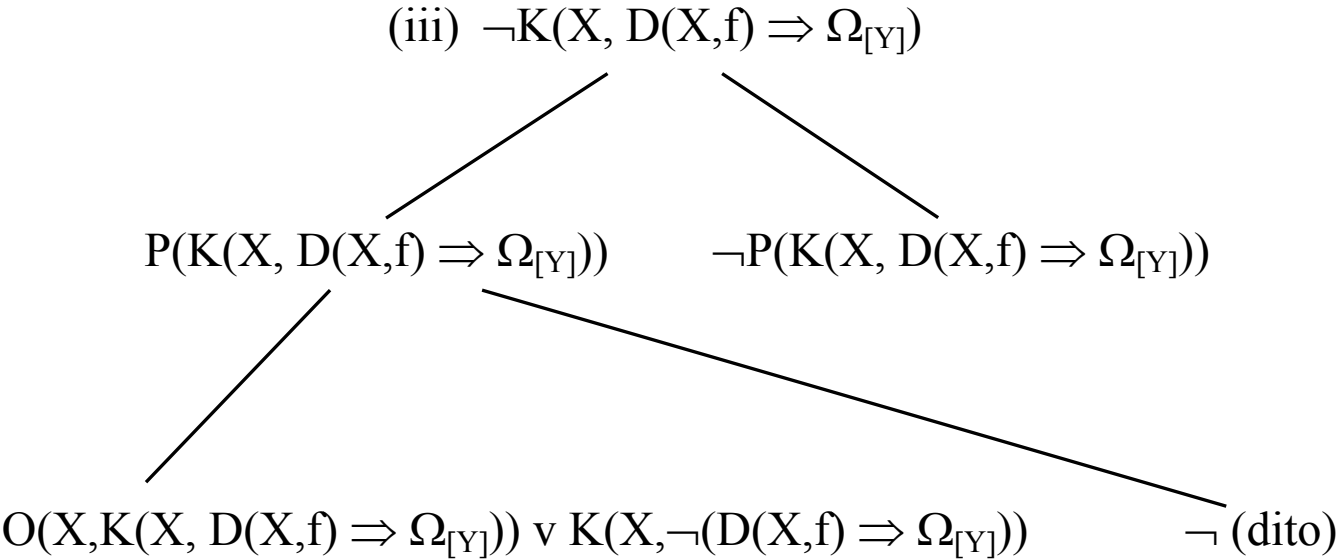 (iii) ¬K(X, D(X,f) ⇒ Ω[Y])
P(K(X, D(X,f) ⇒ Ω[Y])) ¬P(K(X, D(X,f) ⇒ Ω[Y]))
O(X,K(X, D(X,f) ⇒ Ω[Y])) v K(X,¬(D(X,f) ⇒ Ω[Y])) ¬ (dito)